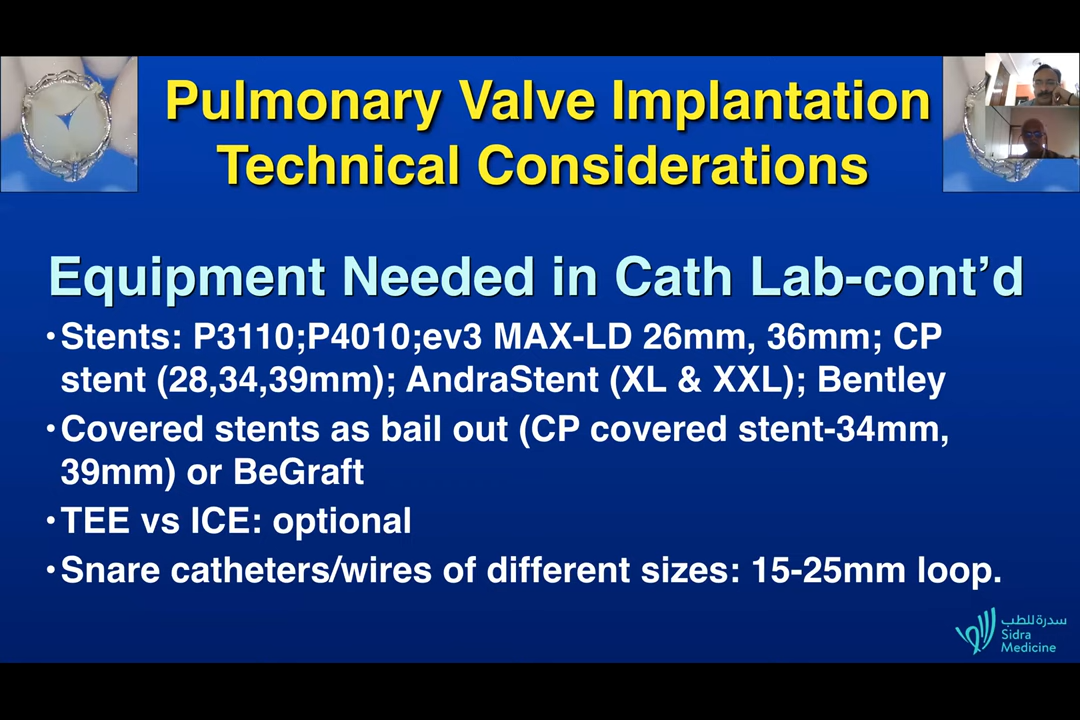 Pulmonary Valve Implantation
Technical Considerations
Equipment Needed in Cath Lab-cont’d
•Stents: P3110;P4010;ev3 MAX-LD 26mm, 36mm; CP
stent (28,34,39mm); AndraStent (XL & XXL); Bentley
•Covered stents as bail out (CP covered stent-34mm,
39mm) or BeGraft
•TEE vs ICE: optional
•Snare catheters/wires of different sizes: 15-25mm loop.
سدرة للطب
Sidra
Medicine